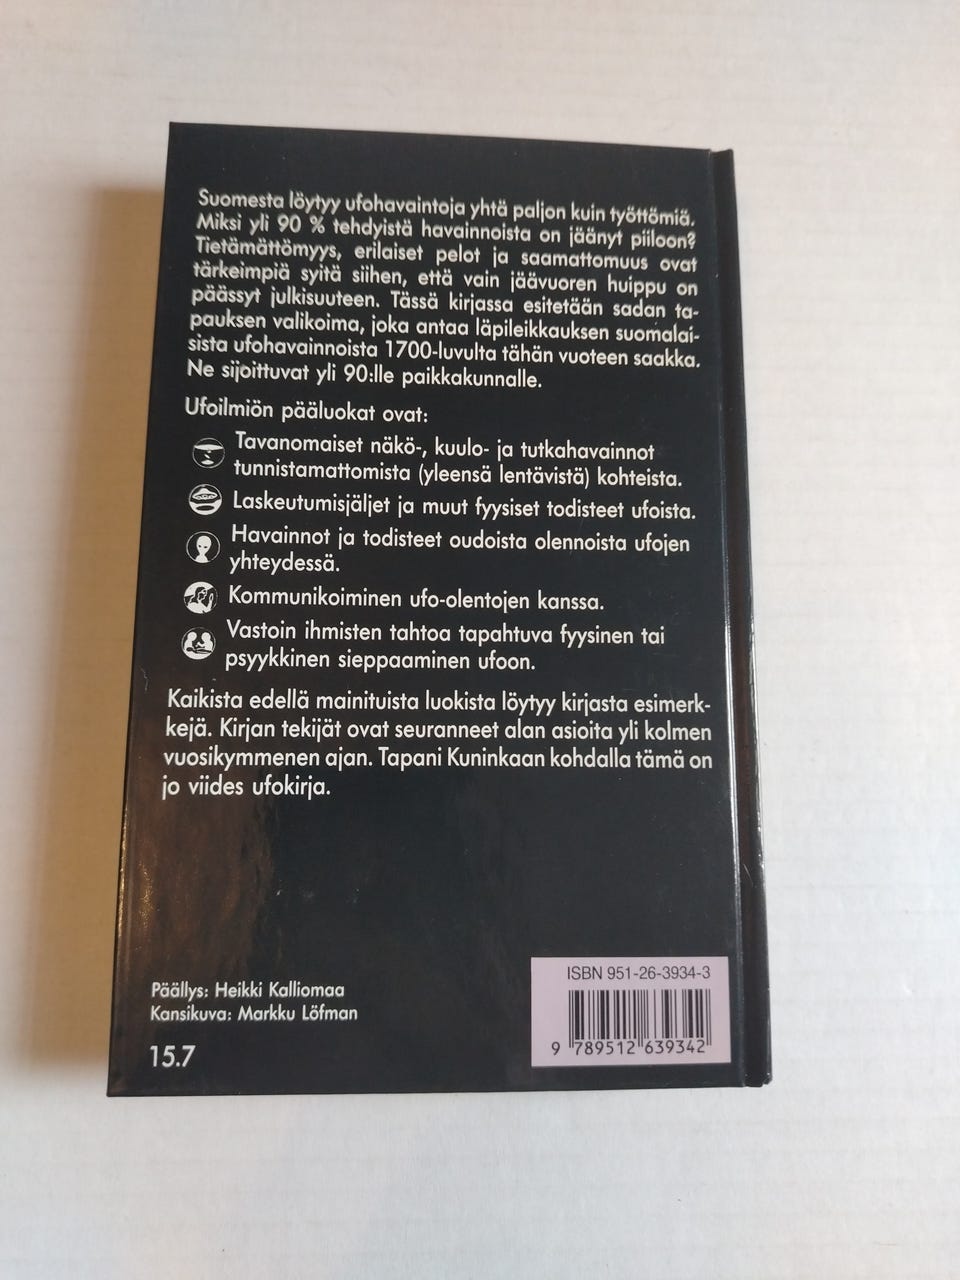 Suomesta löytyy ufohavaintoja yhtä paljon kuin työttömiä.
Miksi yli 90 % tehdyistä havainnoista on jäänyt piiloon?
Tietämättömyys, erilaiset pelot ja saamattomuus ovat
tärkeimpiä syitä siihen, että vain jäävuoren huippu on
päässyt julkisuuteen. Tässä kirjassa esitetään sadan ta-
pauksen valikoima, joka antaa läpileikkauksen suomalai-
sista ufohavainnoista 1700-luvulta tähän vuoteen saakka.
Ne sijoittuvat yli 90:lle paikkakunnalle.
Ufoilmiön pääluokat ovat:
Tavanomaiset näkö-, kuulo- ja tutkahavainnot
tunnistamattomista (yleensä lentävistä) kohteista.
Laskeutumisjäljet ja muut fyysiset todisteet ufoista.
Havainnot ja todisteet oudoista olennoista ufojen
yhteydessä.
Kommunikoiminen ufo-olentojen kanssa.
Vastoin ihmisten tahtoa tapahtuva fyysinen tai
psyykkinen sieppaaminen ufoon.
Kaikista edellä mainituista luokista löytyy kirjasta esimerk-
kejä. Kirjan tekijät ovat seuranneet alan asioita yli kolmen
vuosikymmenen ajan. Tapani Kuninkaan kohdalla tämä on
jo viides ufokirja.
Päällys: Heikki Kalliomaa
Kansikuva: Markku Löfman
15.7
ISBN 951-26-3934-3
9 789512 639342